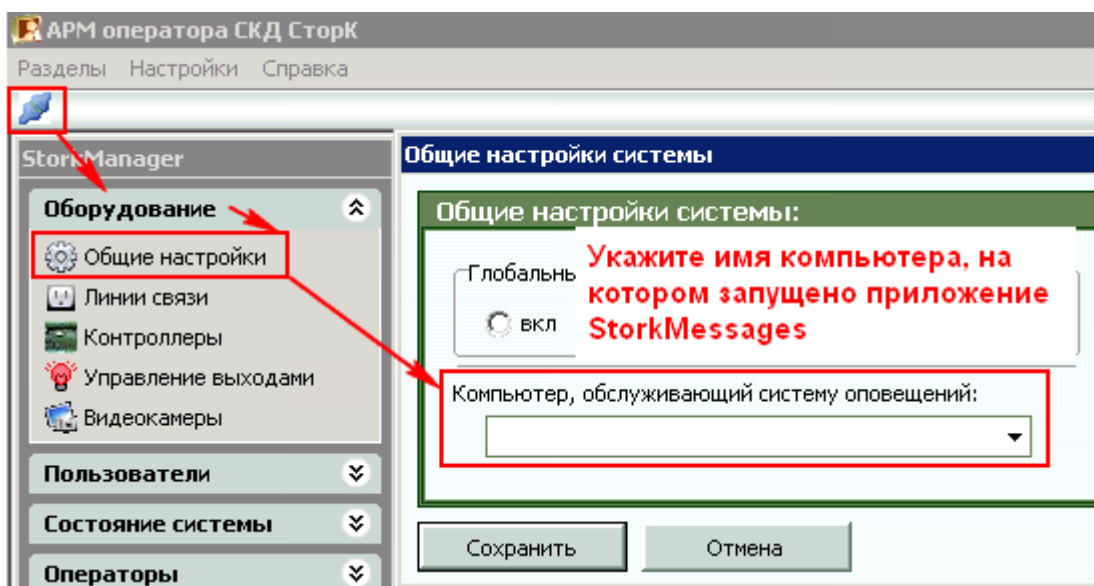 АРМ оператора СКД СторК
Разделы Настройки Справка
StorkManager
Оборудование
Общие настройки
Линии связи
Контроллеры
Управление выходами
Видеокамеры
Пользователи
Состояние системы
Операторы
Общие настройки системы
Общие настройки системы:
Глобальны
вкл
Укажите имя компьютера, на
котором запущено приложение
StorkMessages
Компьютер, обслуживающий систему оповещений:
Сохранить Отмена